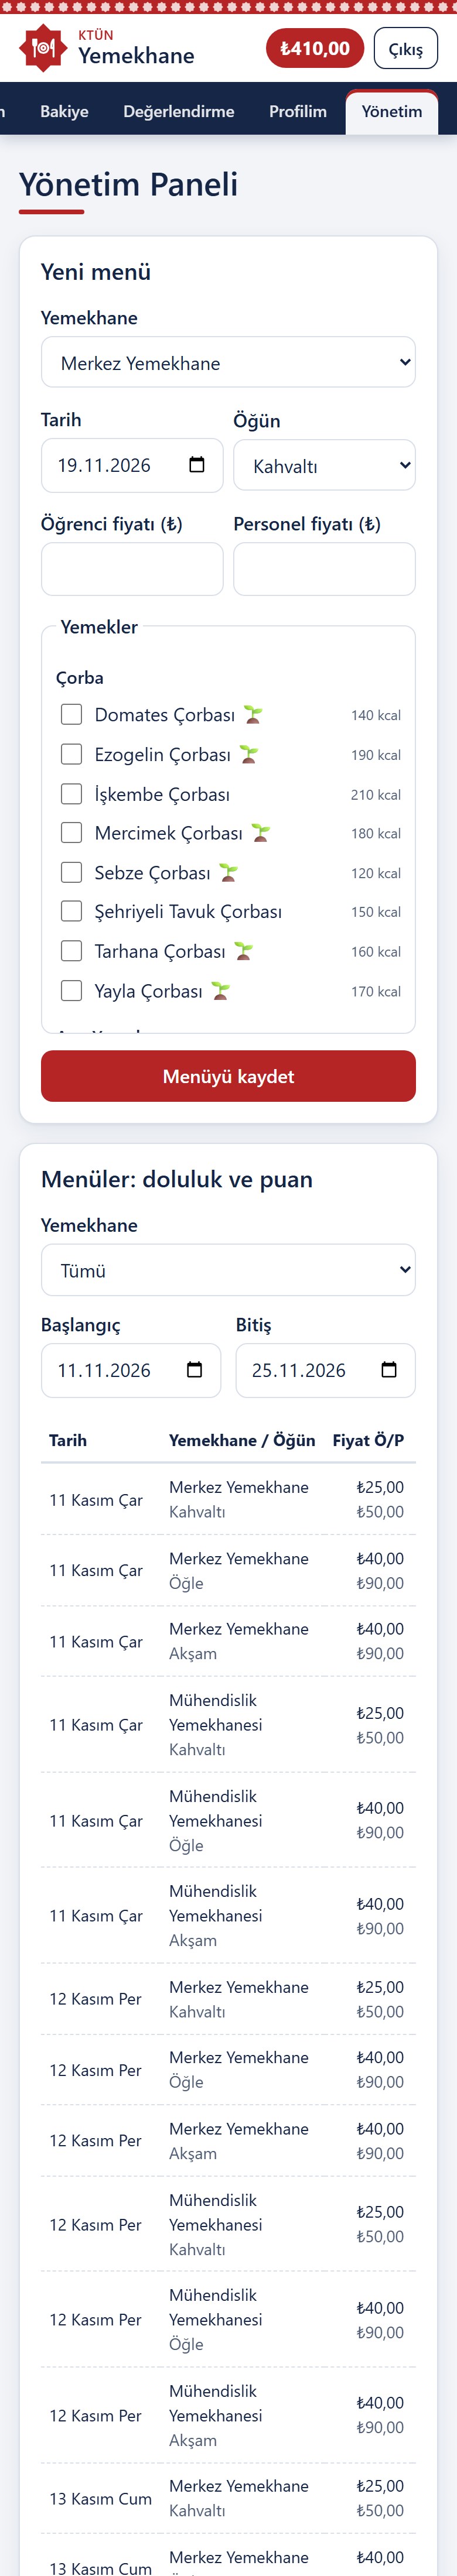 KTÜN
Yemekhane
₺410,00
Çıkış
Bakiye
Değerlendirme
Profilim
Yönetim
Yönetim Paneli
Yeni menü
Yemekhane
Merkez Yemekhane
Tarih
Öğün
19.11.2026
Kahvaltı
Öğrenci fiyatı (₺)
Personel fiyatı (₺)
Yemekler
Çorba
Domates Çorbası 140 kcal
Ezogelin Çorbası 190 kcal
İşkembe Çorbası 210 kcal
Mercimek Çorbası 180 kcal
Sebze Çorbası 120 kcal
Şehriyeli Tavuk Çorbası 150 kcal
Tarhana Çorbası 160 kcal
Yayla Çorbası 170 kcal
Menüyü kaydet
Menüler: doluluk ve puan
Yemekhane
Tümü
Başlangıç
Bitiş
11.11.2026
25.11.2026
Tarih Yemekhane / Öğün Fiyat Ö/P
11 Kasım Çar
Merkez Yemekhane
Kahvaltı
₺25,00
₺50,00
11 Kasım Çar
Merkez Yemekhane
Öğle
₺40,00
₺90,00
11 Kasım Çar
Merkez Yemekhane
Akşam
₺40,00
₺90,00
11 Kasım Çar
Mühendislik
Yemekhanesi
Kahvaltı
₺25,00
₺50,00
11 Kasım Çar
Mühendislik
Yemekhanesi
Öğle
₺40,00
₺90,00
11 Kasım Çar
Mühendislik
Yemekhanesi
Akşam
₺40,00
₺90,00
12 Kasım Per
Merkez Yemekhane
Kahvaltı
₺25,00
₺50,00
12 Kasım Per
Merkez Yemekhane
Öğle
₺40,00
₺90,00
12 Kasım Per
Merkez Yemekhane
Akşam
₺40,00
₺90,00
12 Kasım Per
Mühendislik
Yemekhanesi
Kahvaltı
₺25,00
₺50,00
12 Kasım Per
Mühendislik
Yemekhanesi
Öğle
₺40,00
₺90,00
12 Kasım Per
Mühendislik
Yemekhanesi
Akşam
₺40,00
₺90,00
13 Kasım Cum
Merkez Yemekhane
Kahvaltı
₺25,00
₺50,00
13 Kasım Cum
Merkez Yemekhane
₺40,00